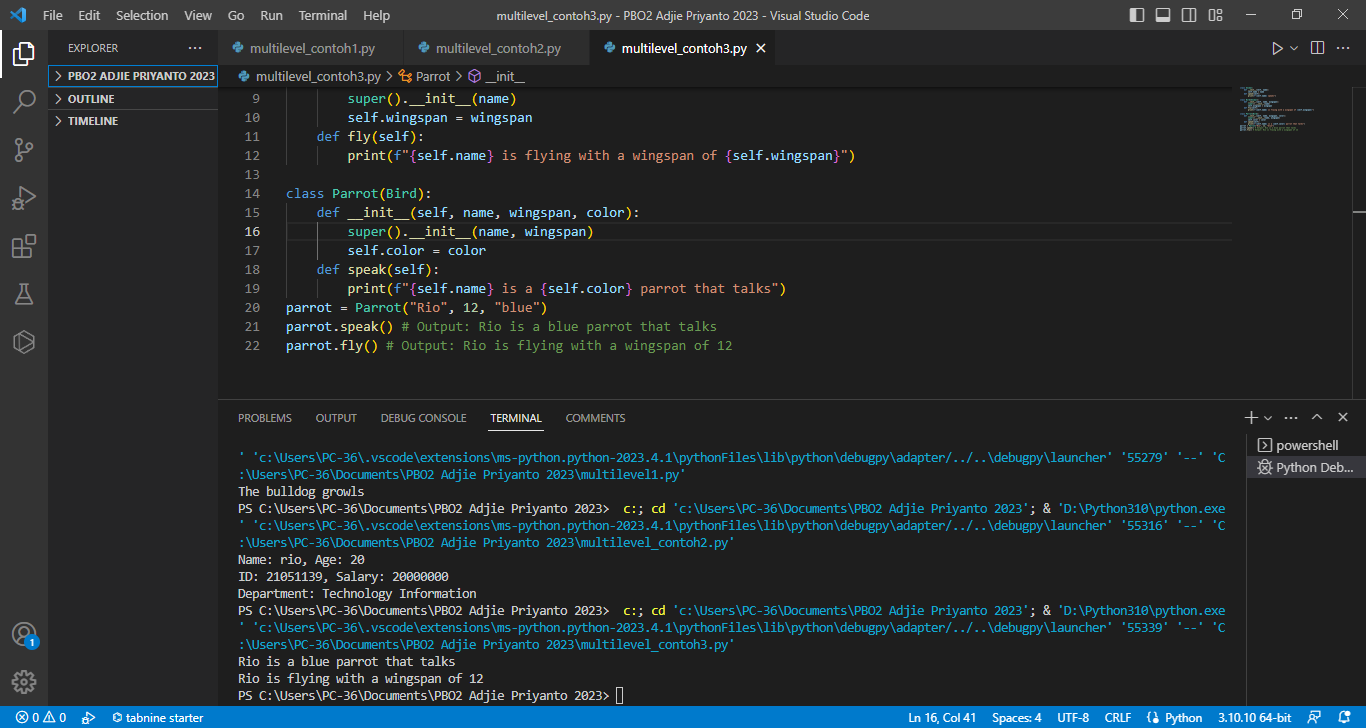 File Edit Selection View Go Run Terminal Help multilevel_contoh3.py - PBO2 Adjie Priyanto 2023 - Visual Studio Code
EXPLORER ··· multilevel_contoh1.py multilevel_contoh2.py multilevel_contoh3.py
PBO2 ADJIE PRIYANTO 2023
OUTLINE
TIMELINE
multilevel_contoh3.py > Parrot > __init__
9 super().__init__(name)
10 self.wingspan = wingspan
11 def fly(self):
12 print(f"{self.name} is flying with a wingspan of {self.wingspan}")
13
14 class Parrot(Bird):
15 def __init__(self, name, wingspan, color):
16 super().__init__(name, wingspan)
17 self.color = color
18 def speak(self):
19 print(f"{self.name} is a {self.color} parrot that talks")
20 parrot = Parrot("Rio", 12, "blue")
21 parrot.speak() # Output: Rio is a blue parrot that talks
22 parrot.fly() # Output: Rio is flying with a wingspan of 12
PROBLEMS OUTPUT DEBUG CONSOLE TERMINAL COMMENTS
powershell
Python Deb...
' 'c:\Users\PC-36\.vscode\extensions\ms-python.python-2023.4.1\pythonFiles\lib\python\debugpy\adapter/../..\debugpy\launcher' '55279' '--' 'C
:\Users\PC-36\Documents\PBO2 Adjie Priyanto 2023\multilevel1.py'
The bulldog growls
PS C:\Users\PC-36\Documents\PBO2 Adjie Priyanto 2023> c:; cd 'c:\Users\PC-36\Documents\PBO2 Adjie Priyanto 2023'; & 'D:\Python310\python.exe
' 'c:\Users\PC-36\.vscode\extensions\ms-python.python-2023.4.1\pythonFiles\lib\python\debugpy\adapter/../..\debugpy\launcher' '55316' '--' 'C
:\Users\PC-36\Documents\PBO2 Adjie Priyanto 2023\multilevel_contoh2.py'
Name: rio, Age: 20
ID: 21051139, Salary: 20000000
Department: Technology Information
PS C:\Users\PC-36\Documents\PBO2 Adjie Priyanto 2023> c:; cd 'c:\Users\PC-36\Documents\PBO2 Adjie Priyanto 2023'; & 'D:\Python310\python.exe
' 'c:\Users\PC-36\.vscode\extensions\ms-python.python-2023.4.1\pythonFiles\lib\python\debugpy\adapter/../..\debugpy\launcher' '55339' '--' 'C
:\Users\PC-36\Documents\PBO2 Adjie Priyanto 2023\multilevel_contoh3.py'
Rio is a blue parrot that talks
Rio is flying with a wingspan of 12
PS C:\Users\PC-36\Documents\PBO2 Adjie Priyanto 2023>
1
0 0 tabnine starter Ln 16, Col 41 Spaces: 4 UTF-8 CRLF Python 3.10.10 64-bit